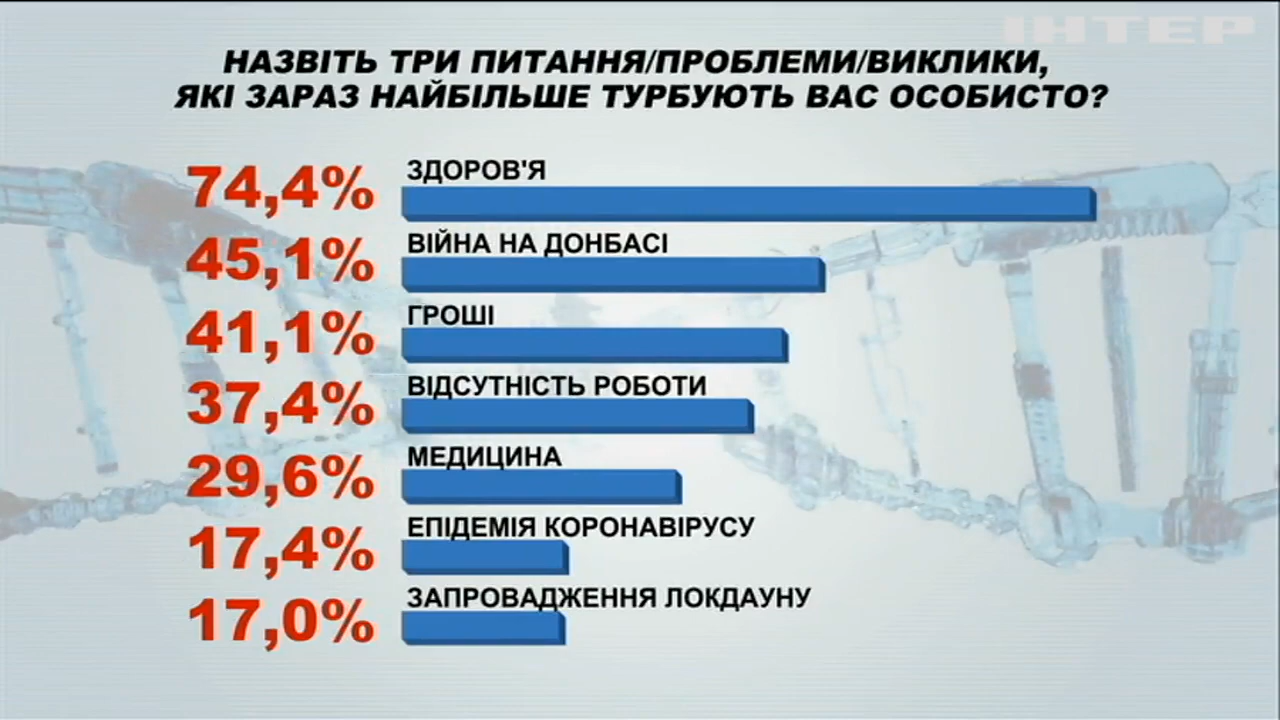 ІНТЕР
НАЗВІТЬ ТРИ ПИТАННЯ/ПРОБЛЕМИ/ВИКЛИКИ,
ЯКІ ЗАРАЗ НАЙБІЛЬШЕ ТУРБУЮТЬ ВАС ОСОБИСТО?
74,4% ЗДОРОВ'Я
45,1% ВІЙНА НА ДОНБАСІ
41,1% ГРОШІ
37,4% ВІДСУТНІСТЬ РОБОТИ
29,6% МЕДИЦИНА
17,4% ЕПІДЕМІЯ КОРОНАВІРУСУ
17,0% ЗАПРОВАДЖЕННЯ ЛОКДАУНУ